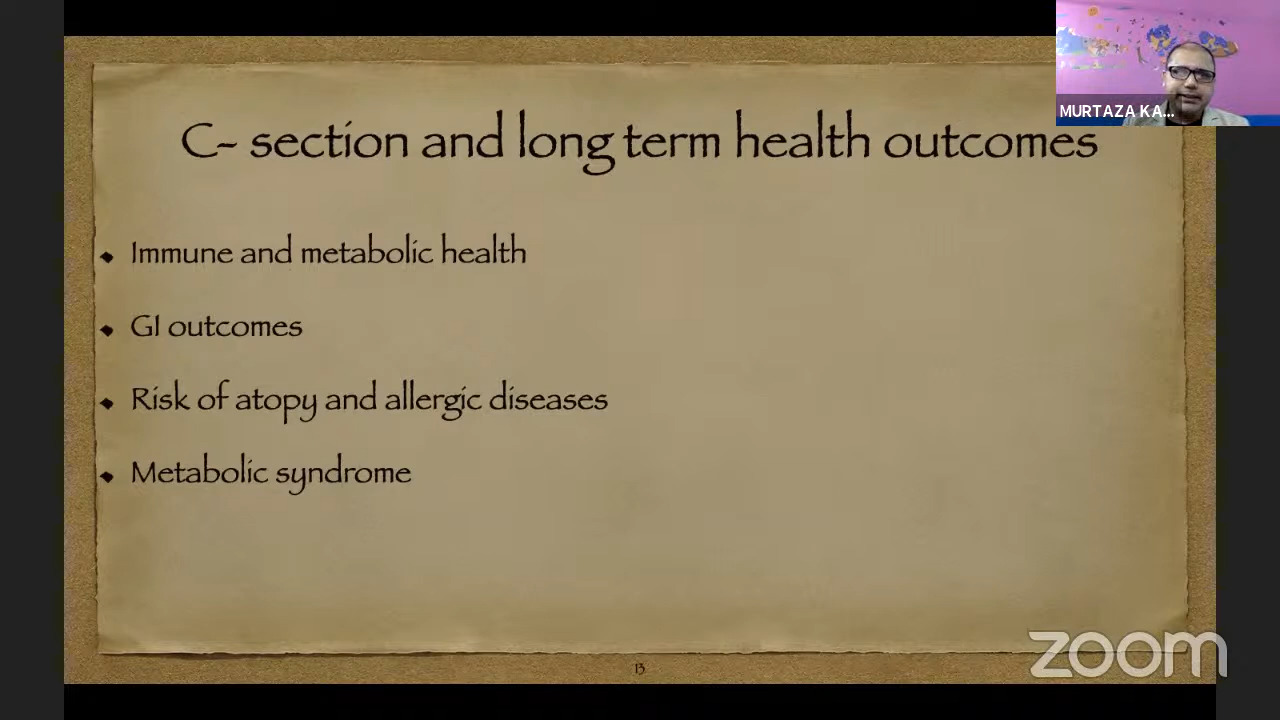 MURTAZA KA...
C- section and long term health outcomes
Immune and metabolic health
GI outcomes
Risk of atopy and allergic diseases
Metabolic syndrome
zoom
13